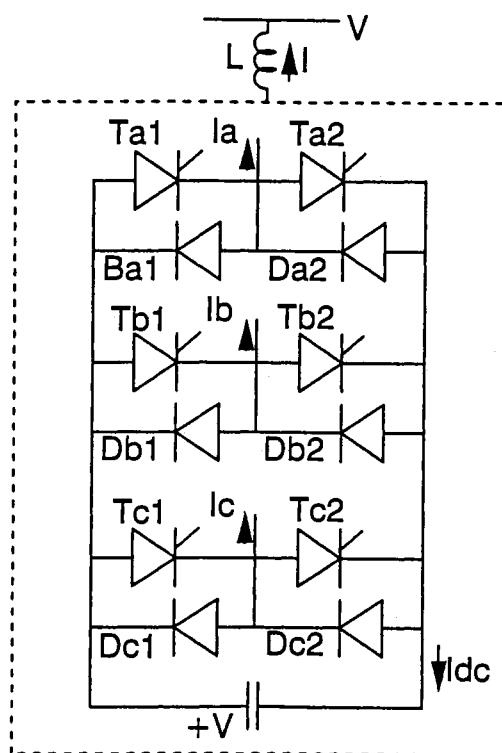 V
L I
Ta1 Ia Ta2
Ba1 Da2
Tb1 Ib Tb2
Db1 Db2
Tc1 Ic Tc2
Dc1 Dc2
Idc
+V